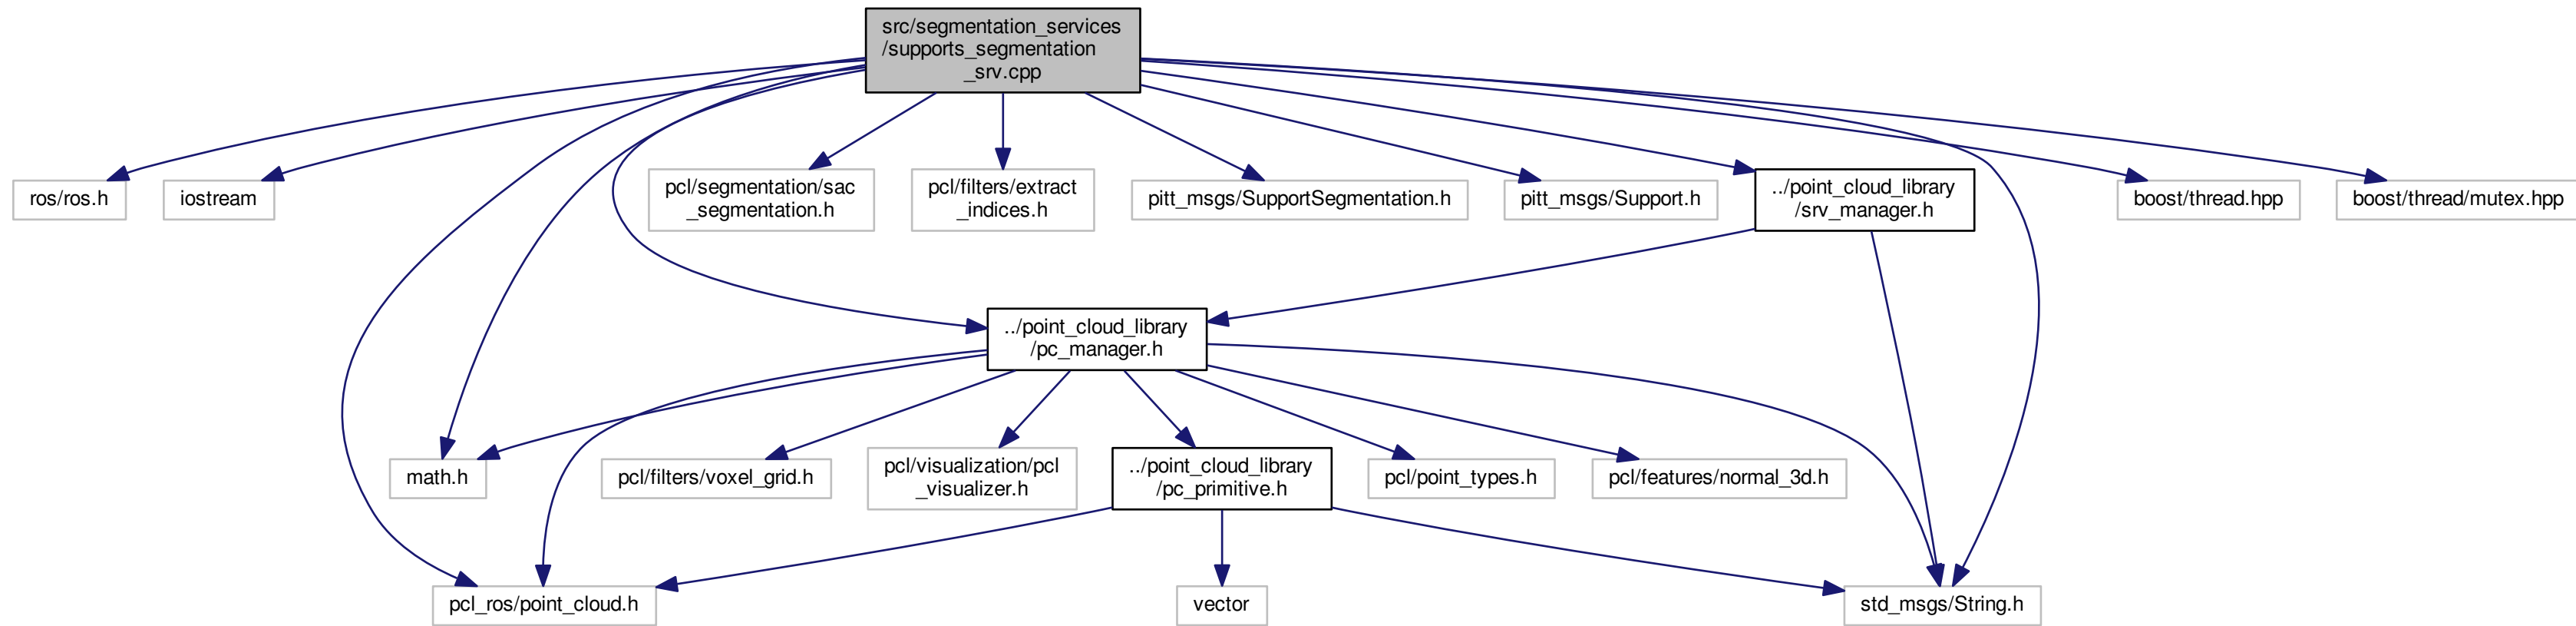 src/segmentation_services
/supports_segmentation
_srv.cpp
ros/ros.h
iostream
pcl/segmentation/sac
_segmentation.h
pcl/filters/extract
_indices.h
pitt_msgs/SupportSegmentation.h
pitt_msgs/Support.h
../point_cloud_library
/srv_manager.h
boost/thread.hpp
boost/thread/mutex.hpp
../point_cloud_library
/pc_manager.h
math.h
pcl/filters/voxel_grid.h
pcl/visualization/pcl
_visualizer.h
../point_cloud_library
/pc_primitive.h
pcl/point_types.h
pcl/features/normal_3d.h
pcl_ros/point_cloud.h
vector
std_msgs/String.h